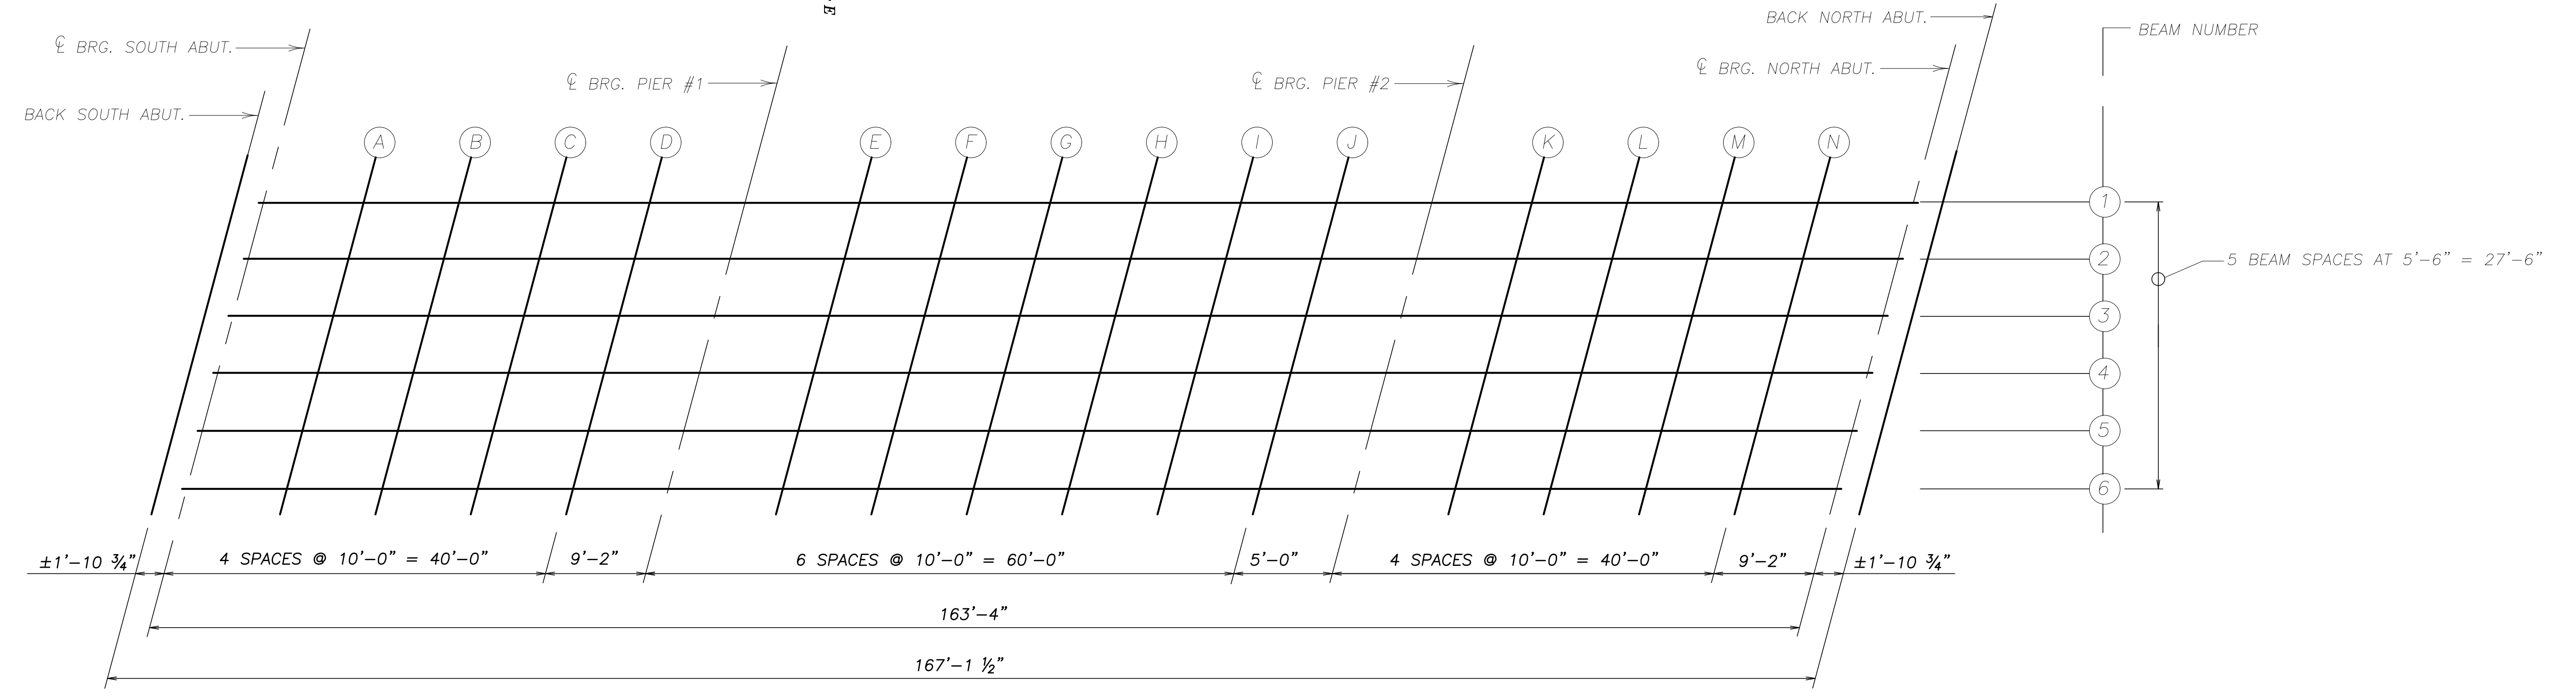 E
BACK NORTH ABUT.
BEAM NUMBER
℄ BRG. SOUTH ABUT.
℄ BRG. NORTH ABUT.
℄ BRG. PIER #1
℄ BRG. PIER #2
BACK SOUTH ABUT.
A B C D E F G H I J K L M N
1
2
5 BEAM SPACES AT 5'-6" = 27'-6"
3
4
5
6
±1'-10 ¾" 4 SPACES @ 10'-0" = 40'-0" 9'-2" 6 SPACES @ 10'-0" = 60'-0" 5'-0" 4 SPACES @ 10'-0" = 40'-0" 9'-2" ±1'-10 ¾"
163'-4"
167'-1 ½"